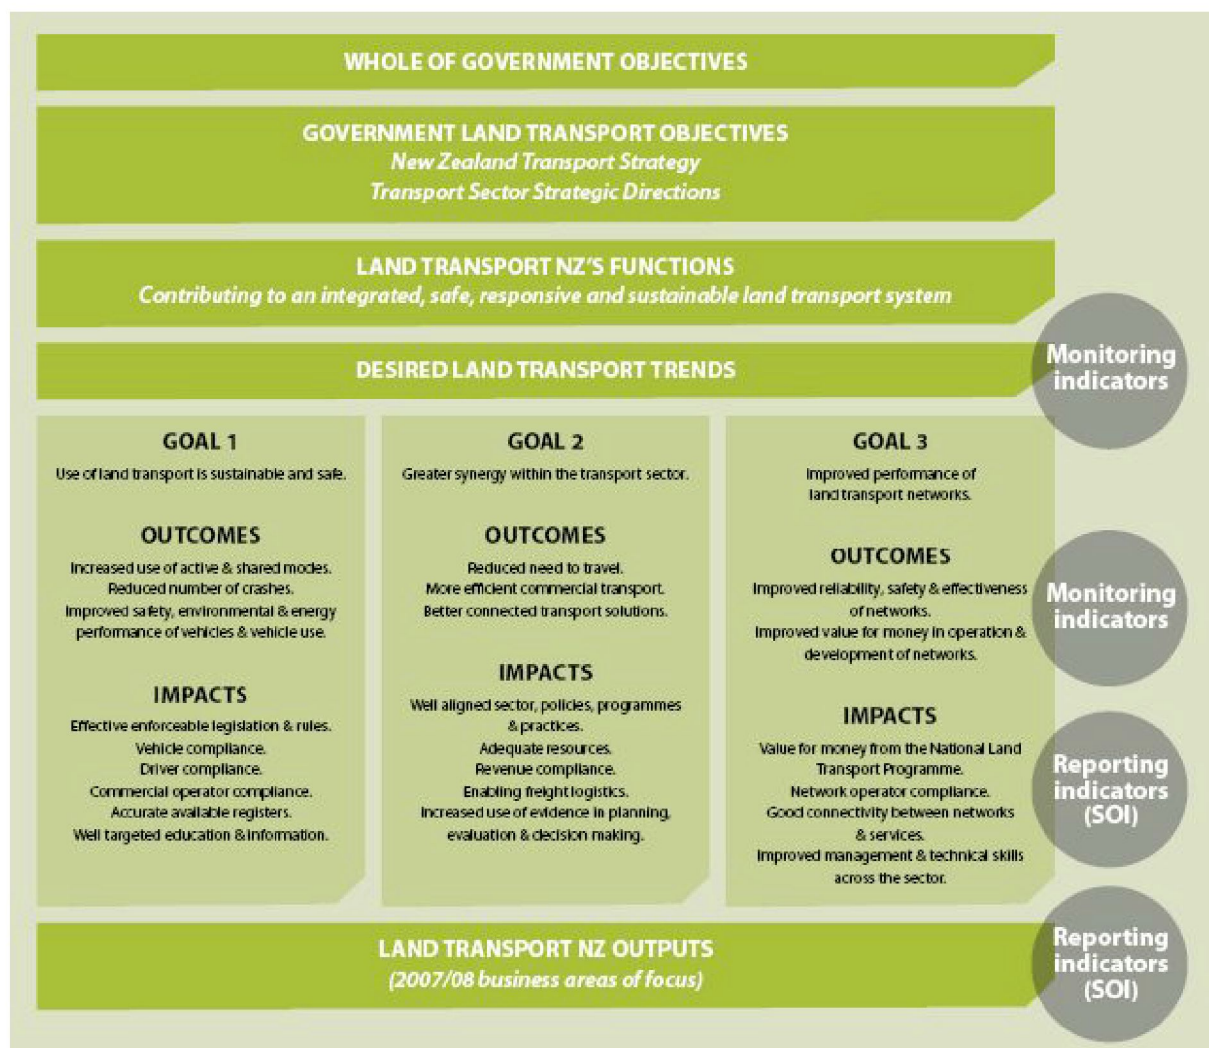 WHOLE OF GOVERNMENT OBJECTIVES
GOVERNMENT LAND TRANSPORT OBJECTIVES
New Zealand Transport Strategy
Transport Sector Strategic Directions
LAND TRANSPORT NZ'S FUNCTIONS
Contributing to an integrated, safe, responsive and sustainable land transport system
DESIRED LAND TRANSPORT TRENDS
Monitoring
indicators
GOAL 1
Use of land transport is sustainable and safe.
OUTCOMES
Increased use of active & shared modes.
Reduced number of crashes.
Improved safety, environmental & energy
performance of vehicles & vehicle use.
IMPACTS
Effective enforceable legislation & rules.
Vehicle compliance.
Driver compliance.
Commercial operator compliance.
Accurate available registers.
Well targeted education & information.
GOAL 2
Greater synergy within the transport sector.
OUTCOMES
Reduced need to travel.
More efficient commercial transport.
Better connected transport solutions.
IMPACTS
Well aligned sector, policies, programmes
& practices.
Adequate resources.
Revenue compliance.
Enabling freight logistics.
Increased use of evidence in planning,
evaluation & decision making.
GOAL 3
Improved performance of
land transport networks.
OUTCOMES
Improved reliability, safety & effectiveness
of networks.
Improved value for money in operation &
development of networks.
IMPACTS
Value for money from the National Land
Transport Programme.
Network operator compliance.
Good connectivity between networks
& services.
Improved management & technical skills
across the sector.
Monitoring
indicators
Reporting
indicators
(SOI)
LAND TRANSPORT NZ OUTPUTS
(2007/08 business areas of focus)
Reporting
indicators
(SOI)